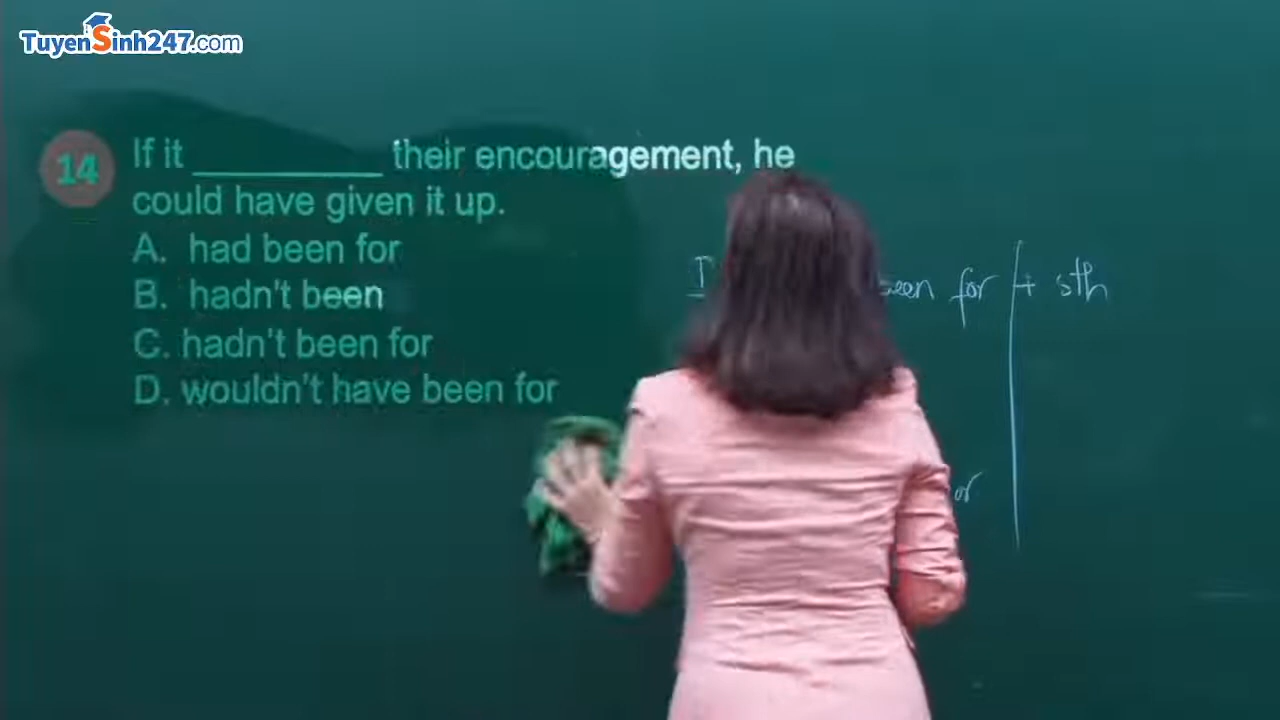 TuyenSinh247.com
14
If it __________ their encouragement, he
could have given it up.
A. had been for
B. hadn't been
C. hadn't been for
D. wouldn't have been for
been for + sth
or